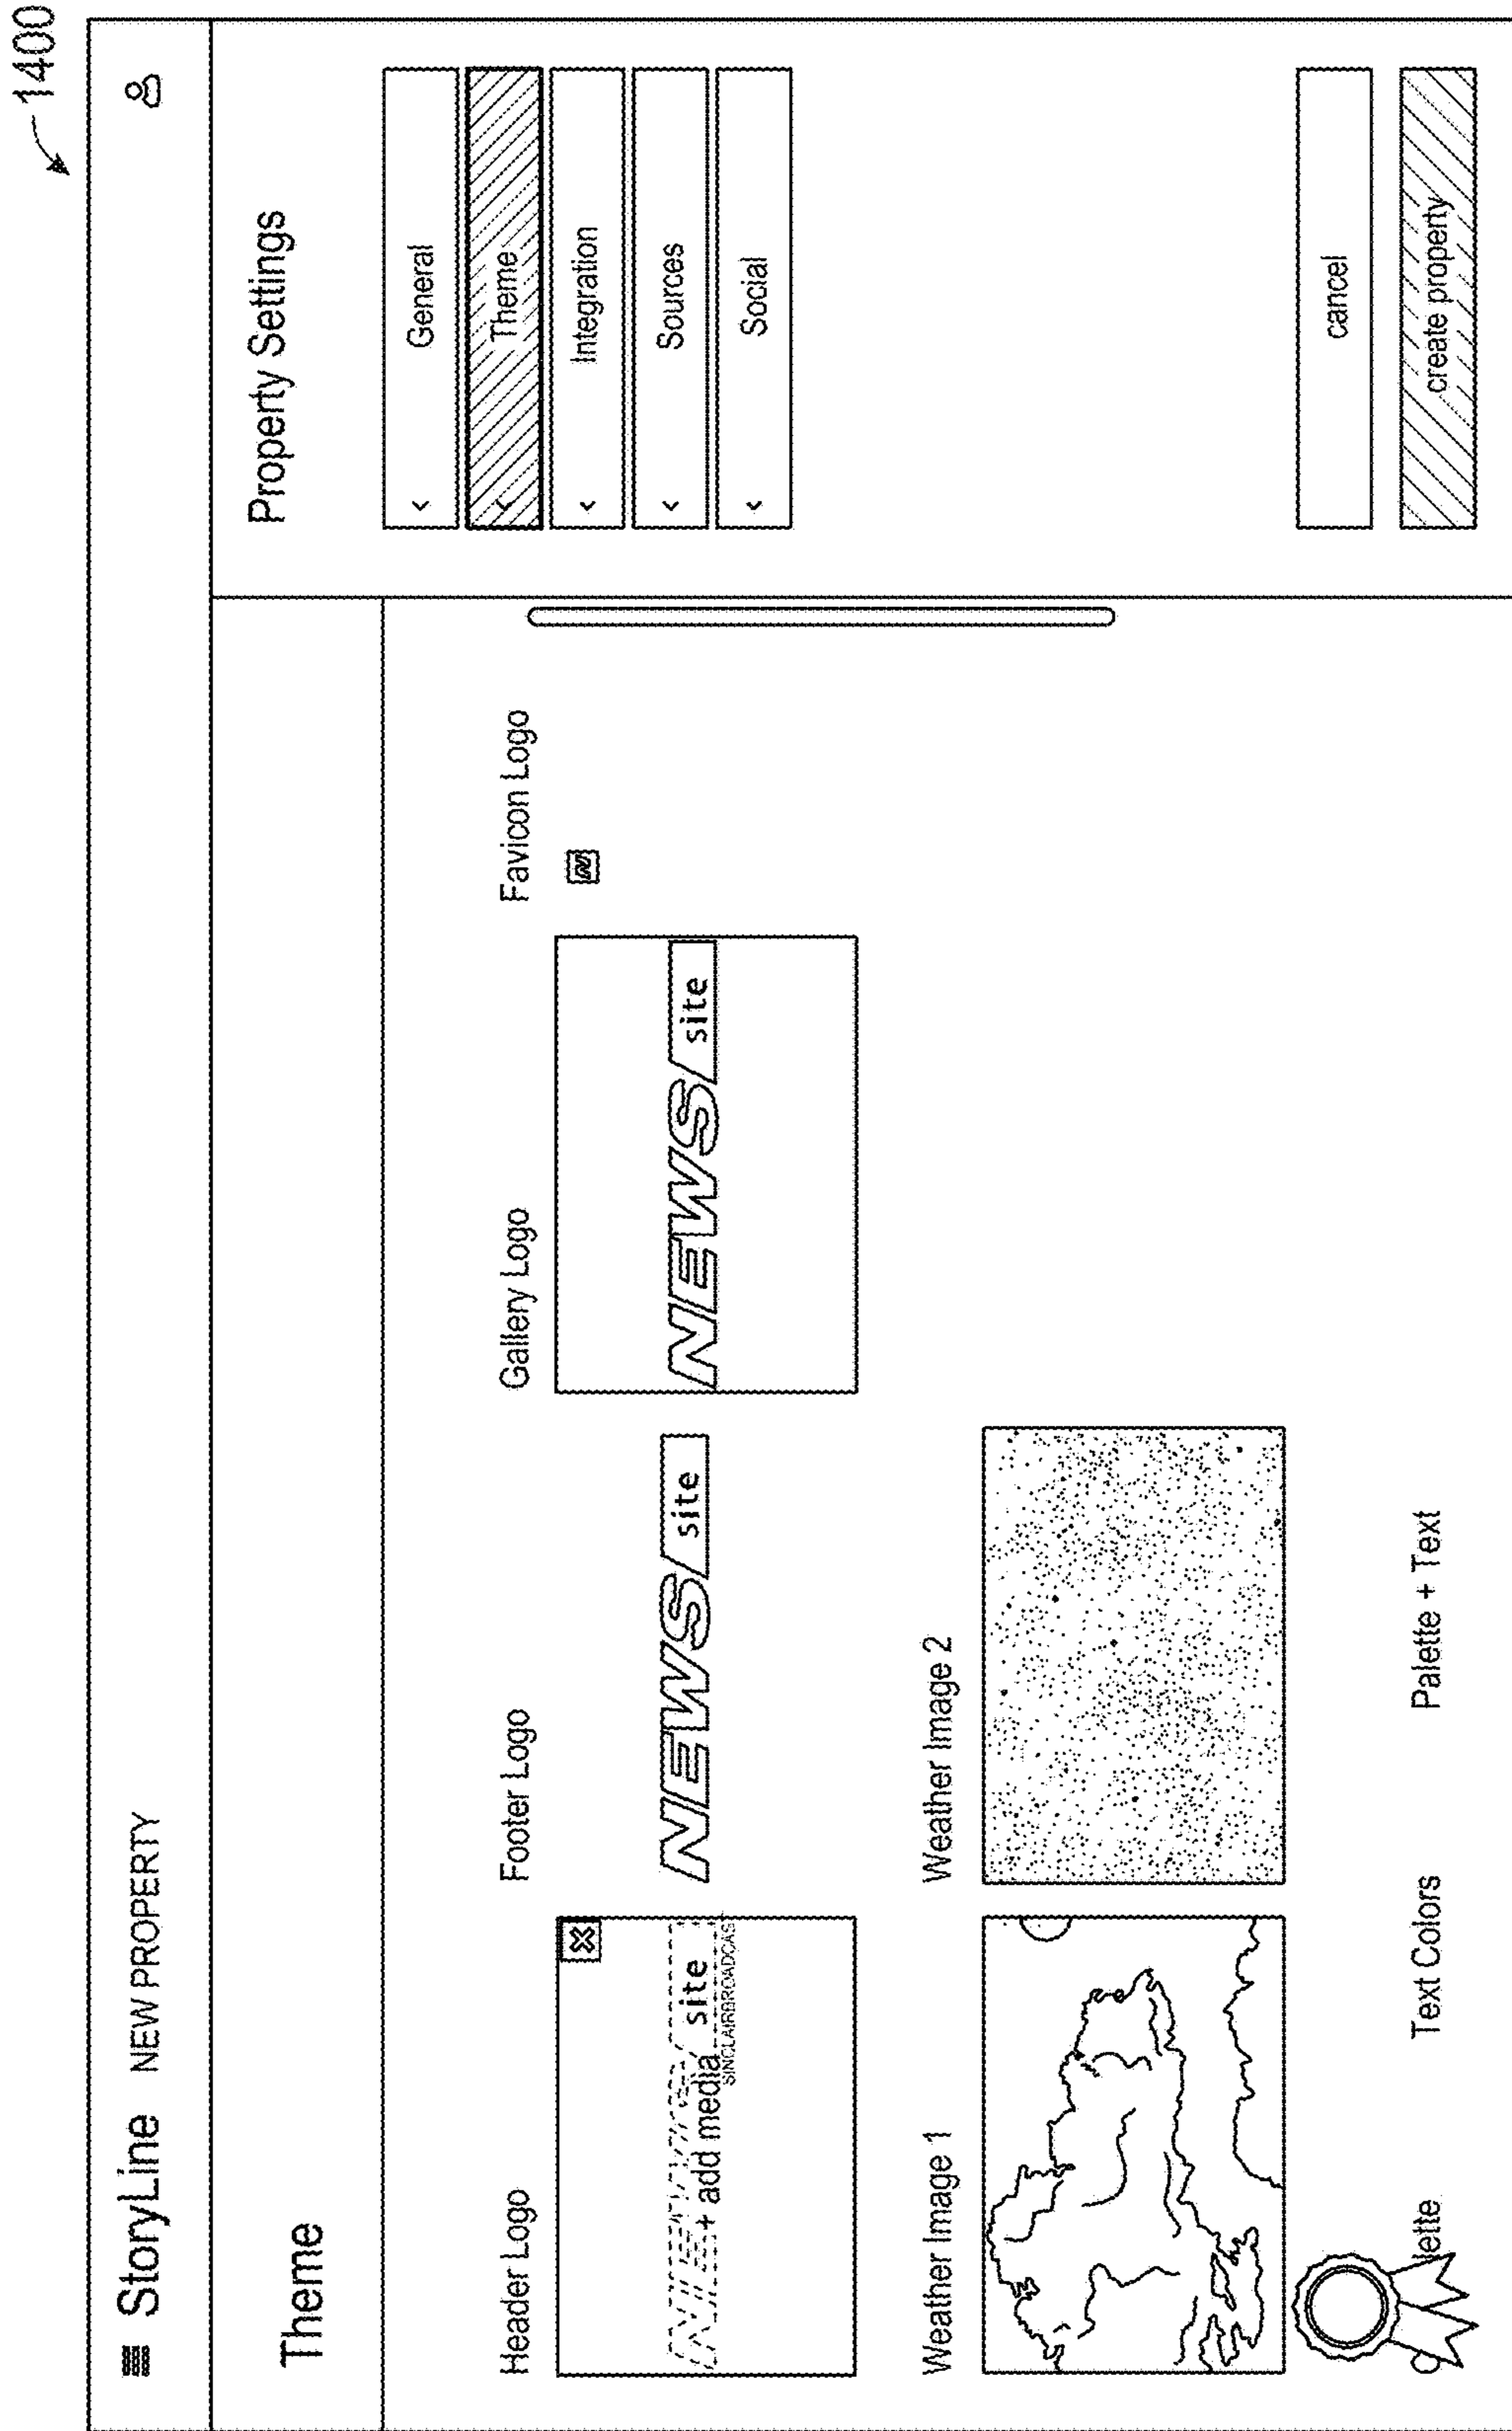 1400
StoryLine NEW PROPERTY
Theme
Property Settings
Header Logo
Footer Logo
Gallery Logo
Favicon Logo
+ add media
site
SINCLAIRBROADCAS
NEWS site
NEWS site
N
General
Theme
Integration
Sources
Social
Weather Image 1
Weather Image 2
lette
Text Colors
Palette + Text
cancel
create property